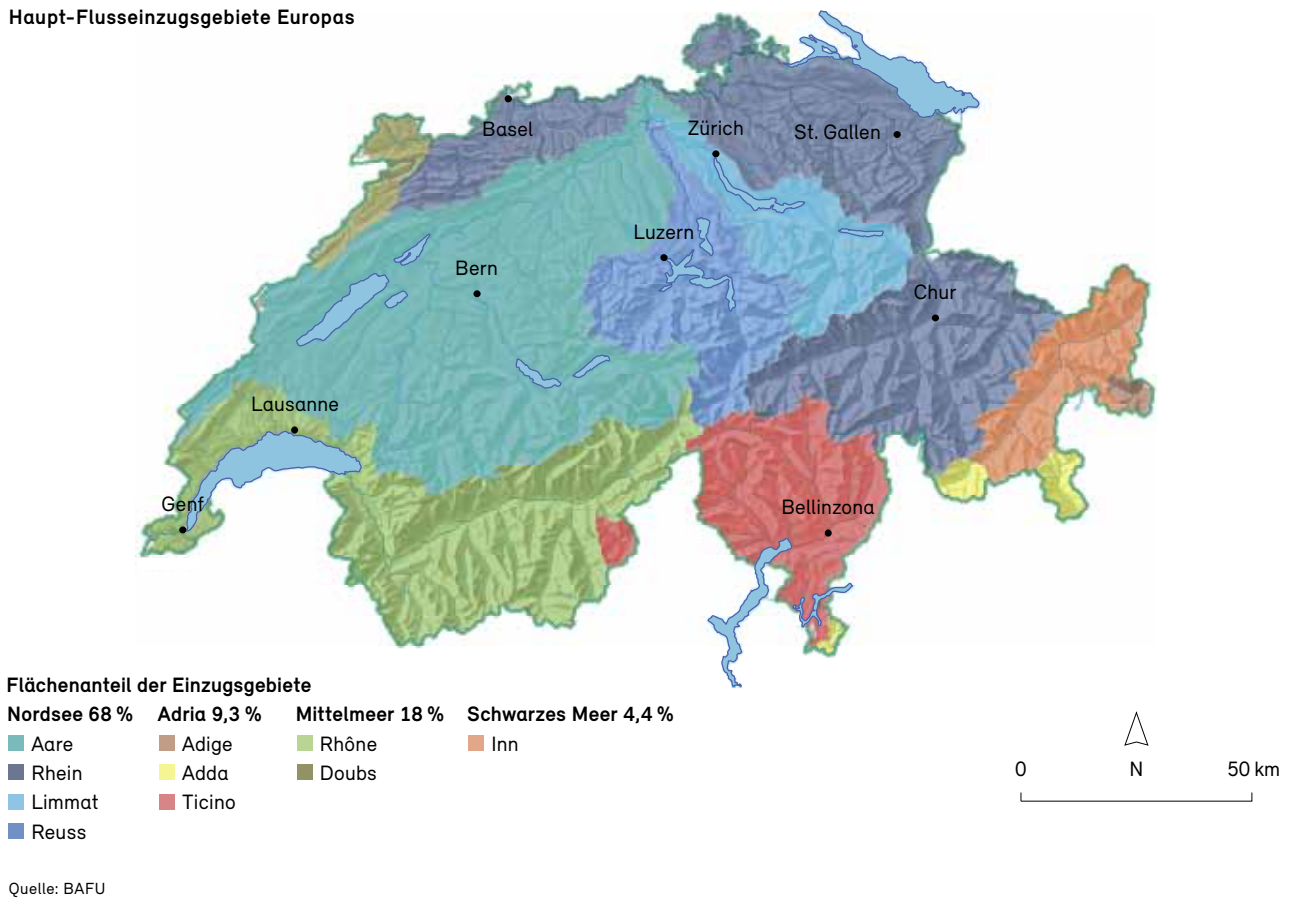 Haupt-Flusseinzugsgebiete Europas
Basel
Zürich
St. Gallen
Luzern
Bern
Chur
Lausanne
Genf
Bellinzona
Flächenanteil der Einzugsgebiete
Nordsee 68 % Adria 9,3 % Mittelmeer 18 % Schwarzes Meer 4,4 %
Aare Adige Rhône Inn
Rhein Adda Doubs
Limmat Ticino
Reuss
0 N 50 km
Quelle: BAFU